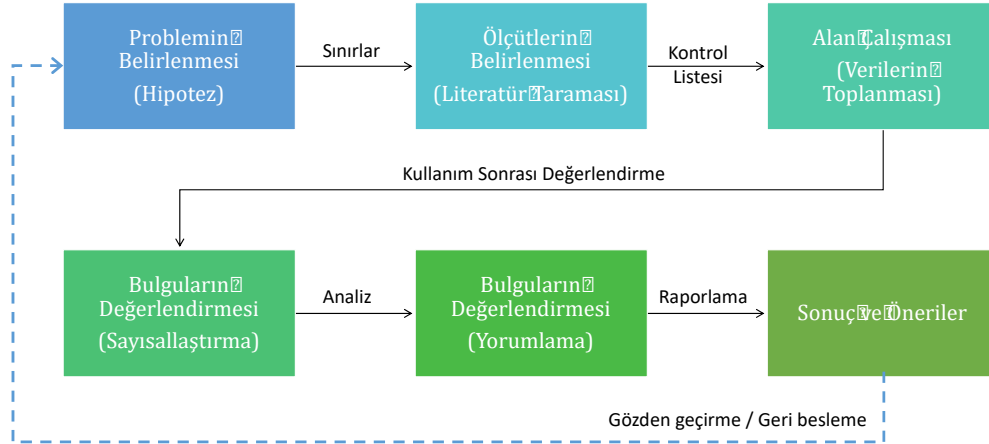 Problemin
Belirlenmesi
(Hipotez)
Sınırlar
Ölçütlerin
Belirlenmesi
(Literatür Taraması)
Kontrol
Listesi
Alan Çalışması
(Verilerin
Toplanması)
Kullanım Sonrası Değerlendirme
Bulguların
Değerlendirmesi
(Sayısallaştırma)
Analiz
Bulguların
Değerlendirmesi
(Yorumlama)
Raporlama
Sonuç ve Öneriler
Gözden geçirme / Geri besleme